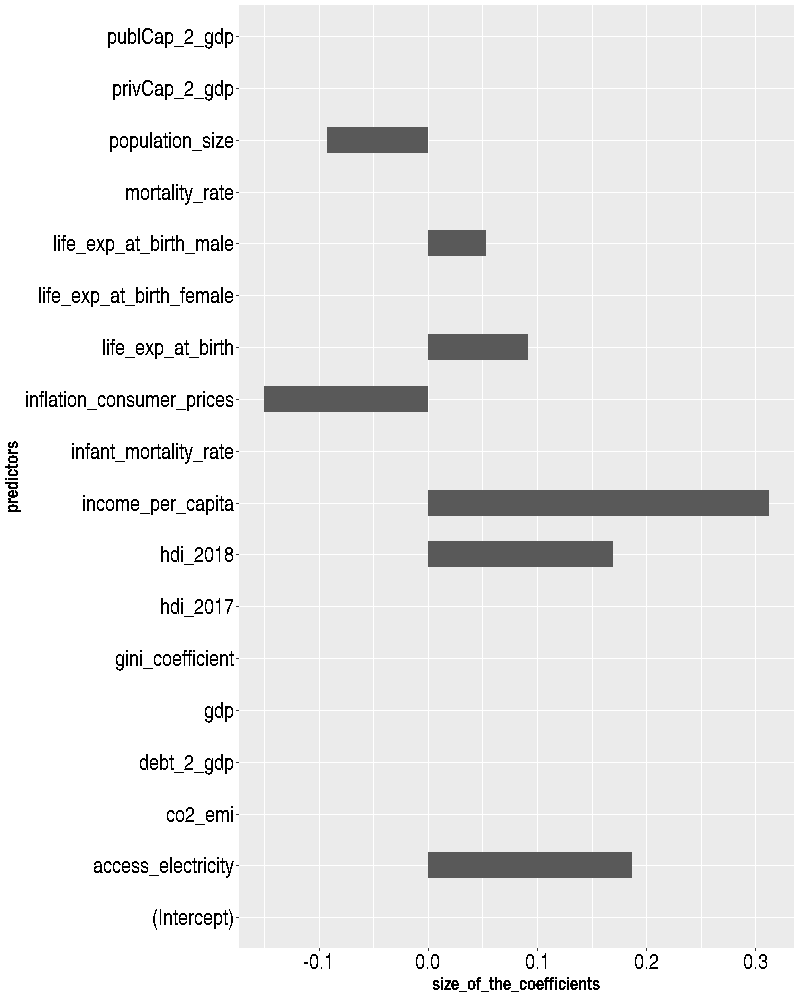 publCap_2_gdp
privCap_2_gdp
population_size
mortality_rate
life_exp_at_birth_male
life_exp_at_birth_female
life_exp_at_birth
inflation_consumer_prices
infant_mortality_rate
income_per_capita
hdi_2018
hdi_2017
gini_coefficient
gdp
debt_2_gdp
co2_emi
access_electricity
(Intercept)
predictors
-0.1 0.0 0.1 0.2 0.3
size_of_the_coefficients